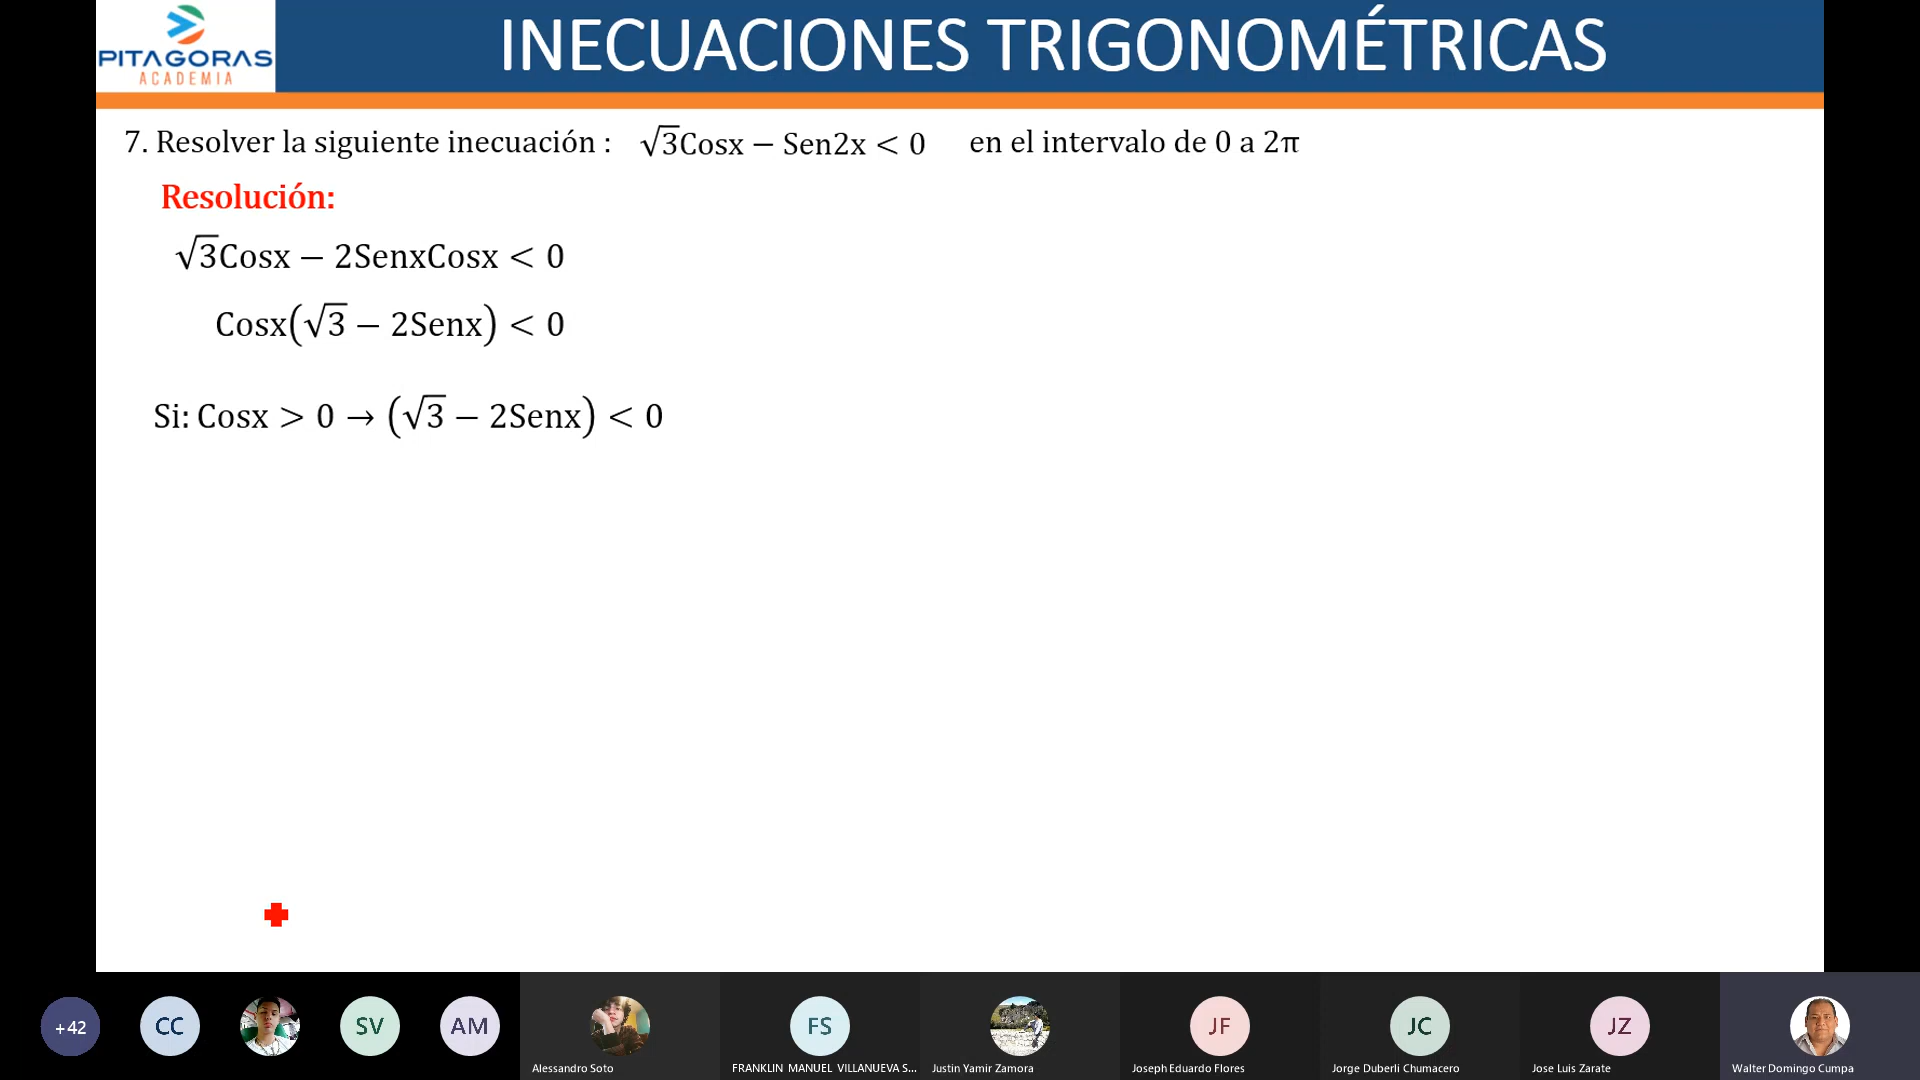 PITAGORAS
ACADEMIA
INECUACIONES TRIGONOMÉTRICAS
7. Resolver la siguiente inecuación : √3Cosx − Sen2x < 0 en el intervalo de 0 a 2π
Resolución:
√3Cosx − 2SenxCosx < 0
Cosx(√3 − 2Senx) < 0
Si: Cosx > 0 → (√3 − 2Senx) < 0
+42
CC
SV
AM
FS
JF
JC
JZ
Alessandro Soto
FRANKLIN MANUEL VILLANUEVA S...
Justin Yamir Zamora
Joseph Eduardo Flores
Jorge Duberli Chumacero
Jose Luis Zarate
Walter Domingo Cumpa